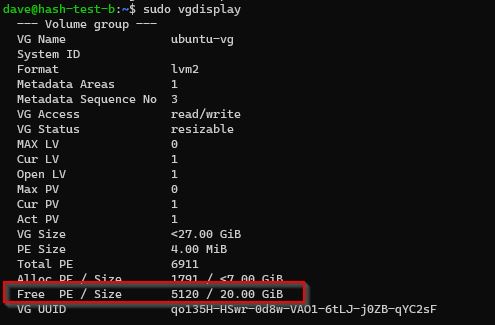 dave@hash-test-b:~$ sudo vgdisplay
--- Volume group ---
VG Name ubuntu-vg
System ID
Format lvm2
Metadata Areas 1
Metadata Sequence No 3
VG Access read/write
VG Status resizable
MAX LV 0
Cur LV 1
Open LV 1
Max PV 0
Cur PV 1
Act PV 1
VG Size <27.00 GiB
PE Size 4.00 MiB
Total PE 6911
Alloc PE / Size 1791 / <7.00 GiB
Free PE / Size 5120 / 20.00 GiB
VG UUID qo135H-HSwr-0d8w-VAO1-6tLJ-j0ZB-qYC2sF